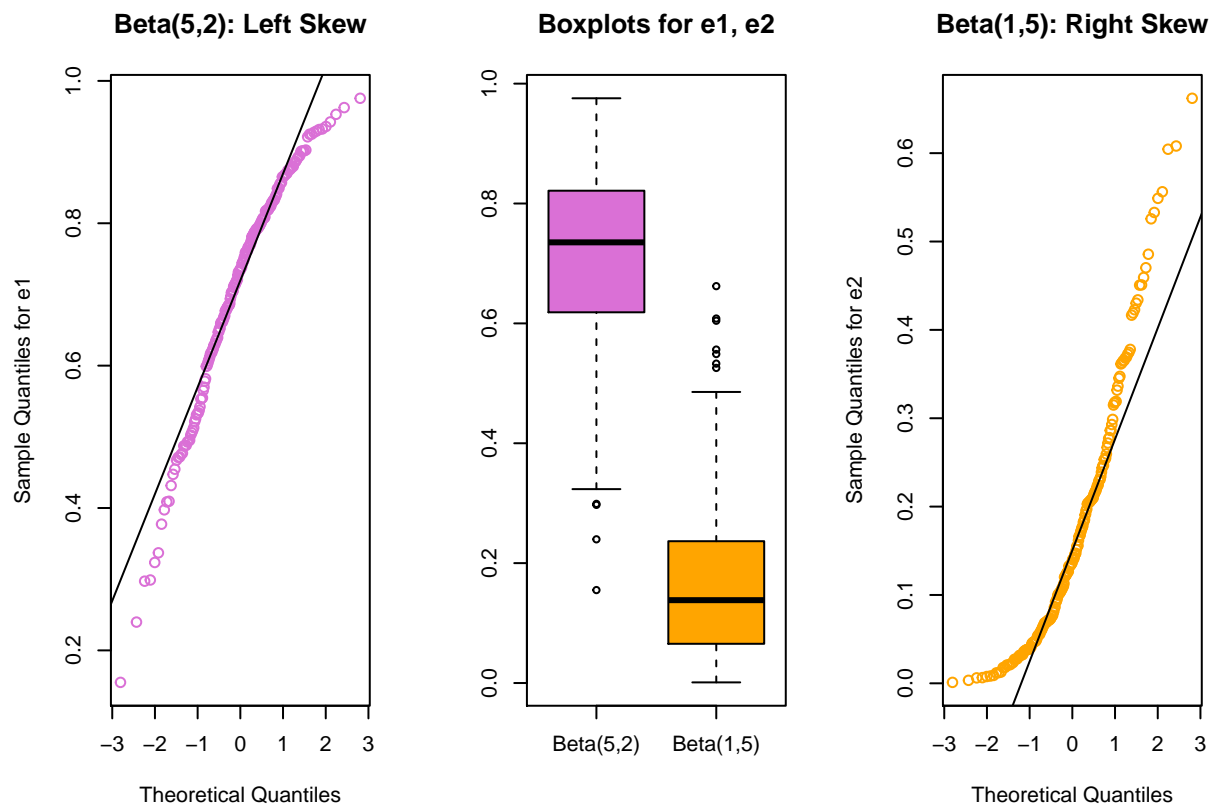 Beta(5,2): Left Skew
Sample Quantiles for e1
1.0
0.8
0.6
0.4
0.2
−3 −2 −1 0 1 2 3
Theoretical Quantiles
Boxplots for e1, e2
1.0
0.8
0.6
0.4
0.2
0.0
Beta(5,2) Beta(1,5)
Beta(1,5): Right Skew
Sample Quantiles for e2
0.6
0.5
0.4
0.3
0.2
0.1
0.0
−3 −2 −1 0 1 2 3
Theoretical Quantiles